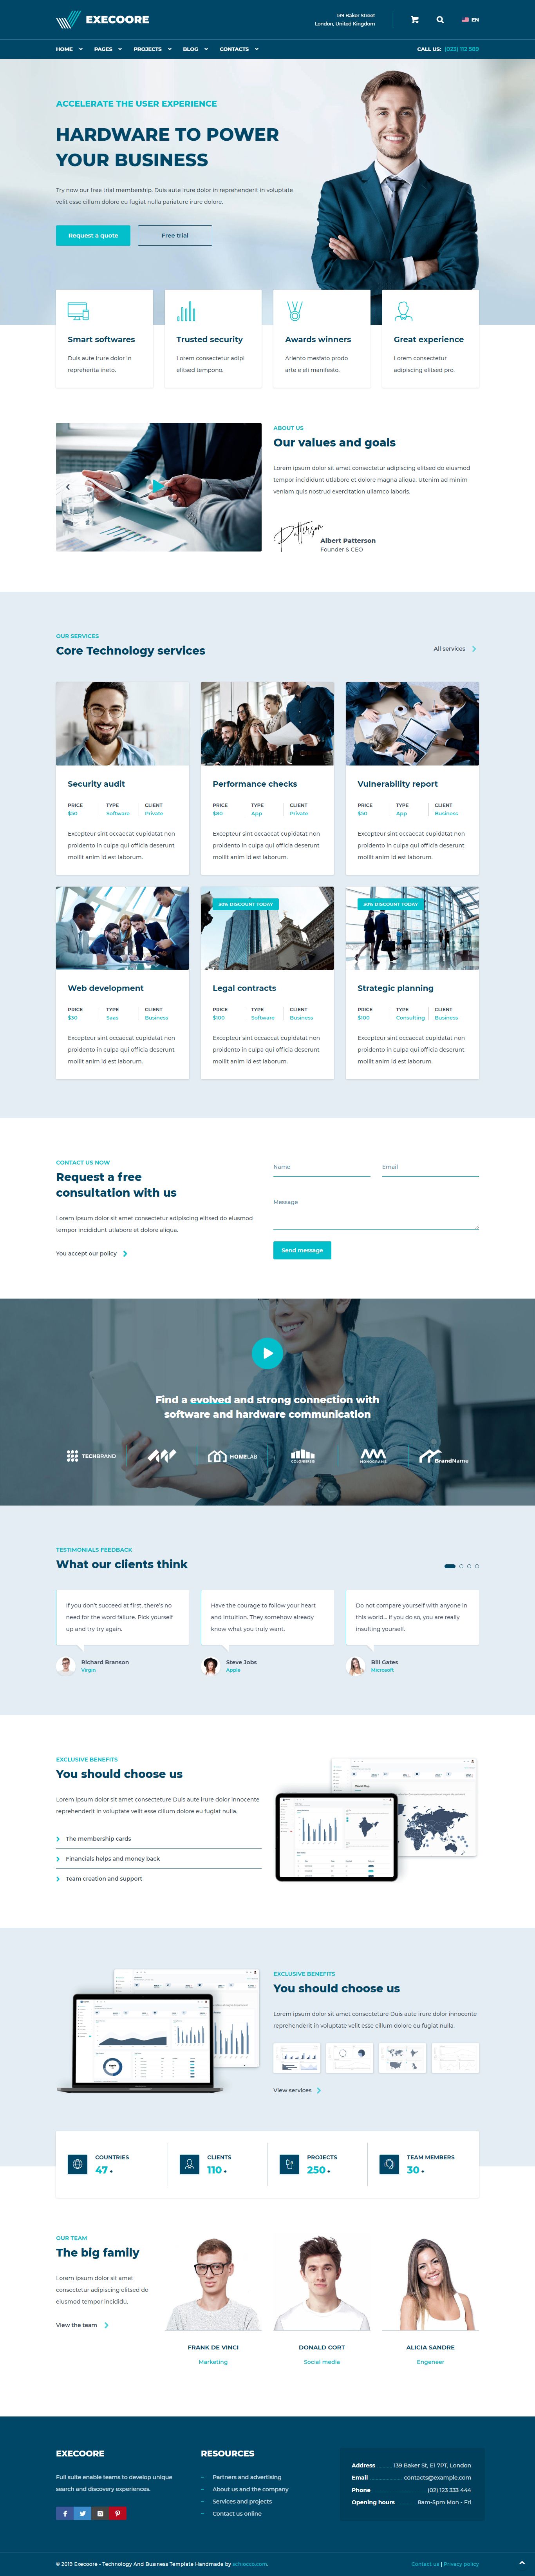 EXECOORE
139 Baker Street
London, United Kingdom
EN
HOME PAGES PROJECTS BLOG CONTACTS
CALL US: (023) 112 589
ACCELERATE THE USER EXPERIENCE
HARDWARE TO POWER
YOUR BUSINESS
Try now our free trial membership. Duis aute irure dolor in reprehenderit in voluptate
velit esse cillum dolore eu fugiat nulla pariature irure dolore.
Request a quote
Free trial
Smart softwares
Duis aute irure dolor in
repreherita ineto.
Trusted security
Lorem consectetur adipi
elitsed tempono.
Awards winners
Ariento mesfato prodo
arte e eli manifesto.
Great experience
Lorem consectetur
adipiscing elitsed pro.
ABOUT US
Our values and goals
Lorem ipsum dolor sit amet consectetur adipiscing elitsed do eiusmod
tempor incididunt utlabore et dolore magna aliqua. Utenim ad minim
veniam quis nostrud exercitation ullamco laboris.
Patterson
Albert Patterson
Founder & CEO
OUR SERVICES
Core Technology services
All services
Security audit
PRICE TYPE CLIENT
$50 Software Private
Excepteur sint occaecat cupidatat non
proidento in culpa qui officia deserunt
mollit anim id est laborum.
Performance checks
PRICE TYPE CLIENT
$80 App Private
Excepteur sint occaecat cupidatat non
proidento in culpa qui officia deserunt
mollit anim id est laborum.
Vulnerability report
PRICE TYPE CLIENT
$50 App Business
Excepteur sint occaecat cupidatat non
proidento in culpa qui officia deserunt
mollit anim id est laborum.
Web development
PRICE TYPE CLIENT
$30 Saas Business
Excepteur sint occaecat cupidatat non
proidento in culpa qui officia deserunt
mollit anim id est laborum.
30% DISCOUNT TODAY
Legal contracts
PRICE TYPE CLIENT
$100 Software Business
Excepteur sint occaecat cupidatat non
proidento in culpa qui officia deserunt
mollit anim id est laborum.
30% DISCOUNT TODAY
Strategic planning
PRICE TYPE CLIENT
$100 Consulting Business
Excepteur sint occaecat cupidatat non
proidento in culpa qui officia deserunt
mollit anim id est laborum.
CONTACT US NOW
Request a free
consultation with us
Lorem ipsum dolor sit amet consectetur adipiscing elitsed do eiusmod
tempor incididunt utlabore et dolore aliqua.
You accept our policy
Name
Email
Message
Send message
Find a evolved and strong connection with
software and hardware communication
TECHBRAND
HOMELAB
COLONIESS
MONOGRAMS
BrandName
TESTIMONIALS FEEDBACK
What our clients think
If you don't succeed at first, there's no
need for the word failure. Pick yourself
up and try try again.
Richard Branson
Virgin
Have the courage to follow your heart
and intuition. They somehow already
know what you truly want.
Steve Jobs
Apple
Do not compare yourself with anyone in
this world... If you do so, you are really
insulting yourself.
Bill Gates
Microsoft
EXCLUSIVE BENEFITS
You should choose us
Lorem ipsum dolor sit amet consecteture Duis aute irure dolor innocente
reprehenderit in voluptate velit esse cillum dolore eu fugiat nulla.
The membership cards
Financials helps and money back
Team creation and support
EXCLUSIVE BENEFITS
You should choose us
Lorem ipsum dolor sit amet consecteture Duis aute irure dolor innocente
reprehenderit in voluptate velit esse cillum dolore eu fugiat nulla.
View services
COUNTRIES
47 +
CLIENTS
110 +
PROJECTS
250 +
TEAM MEMBERS
30 +
OUR TEAM
The big family
Lorem ipsum dolor sit amet
consectetur adipiscing elitsed do
eiusmod tempor incididu.
View the team
FRANK DE VINCI
Marketing
DONALD CORT
Social media
ALICIA SANDRE
Engeneer
EXECOORE
Full suite enable teams to develop unique
search and discovery experiences.
RESOURCES
Partners and advertising
About us and the company
Services and projects
Contact us online
Address 139 Baker St, E1 7PT, London
Email contacts@example.com
Phone (02) 123 333 444
Opening hours 8am-5pm Mon - Fri
© 2019 Execoore - Technology And Business Template Handmade by schiocco.com.
Contact us | Privacy policy